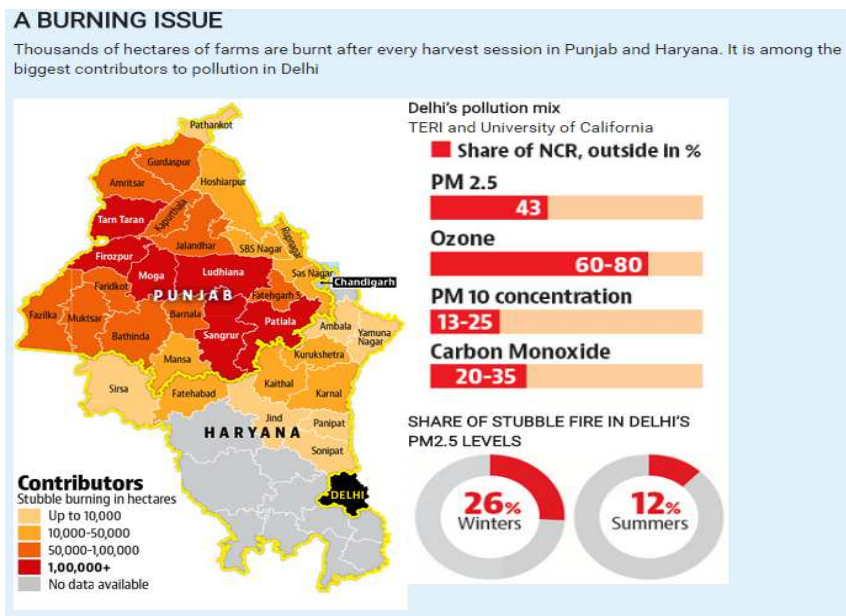 A BURNING ISSUE
Thousands of hectares of farms are burnt after every harvest session in Punjab and Haryana. It is among the
biggest contributors to pollution in Delhi
Pathankot
Gurdaspur
Amritsar
Hoshiarpur
Tarn Taran
Kapurthala
Jalandhar
SBS Nagar
Rupnagar
Firozpur
Moga
Ludhiana
Sas Nagar
Chandigarh
Faridkot
PUNJAB
Fatehgarh S
Fazilka
Muktsar
Barnala
Patiala
Bathinda
Sangrur
Ambala
Yamuna
Nagar
Mansa
Kurukshetra
Sirsa
Fatehabad
Kaithal
Karnal
Jind
Panipat
HARYANA
Sonipat
DELHI
Contributors
Stubble burning in hectares
Up to 10,000
10,000-50,000
50,000-1,00,000
1,00,000+
No data available
Delhi's pollution mix
TERI and University of California
Share of NCR, outside in %
PM 2.5
43
Ozone
60-80
PM 10 concentration
13-25
Carbon Monoxide
20-35
SHARE OF STUBBLE FIRE IN DELHI'S
PM2.5 LEVELS
26%
Winters
12%
Summers